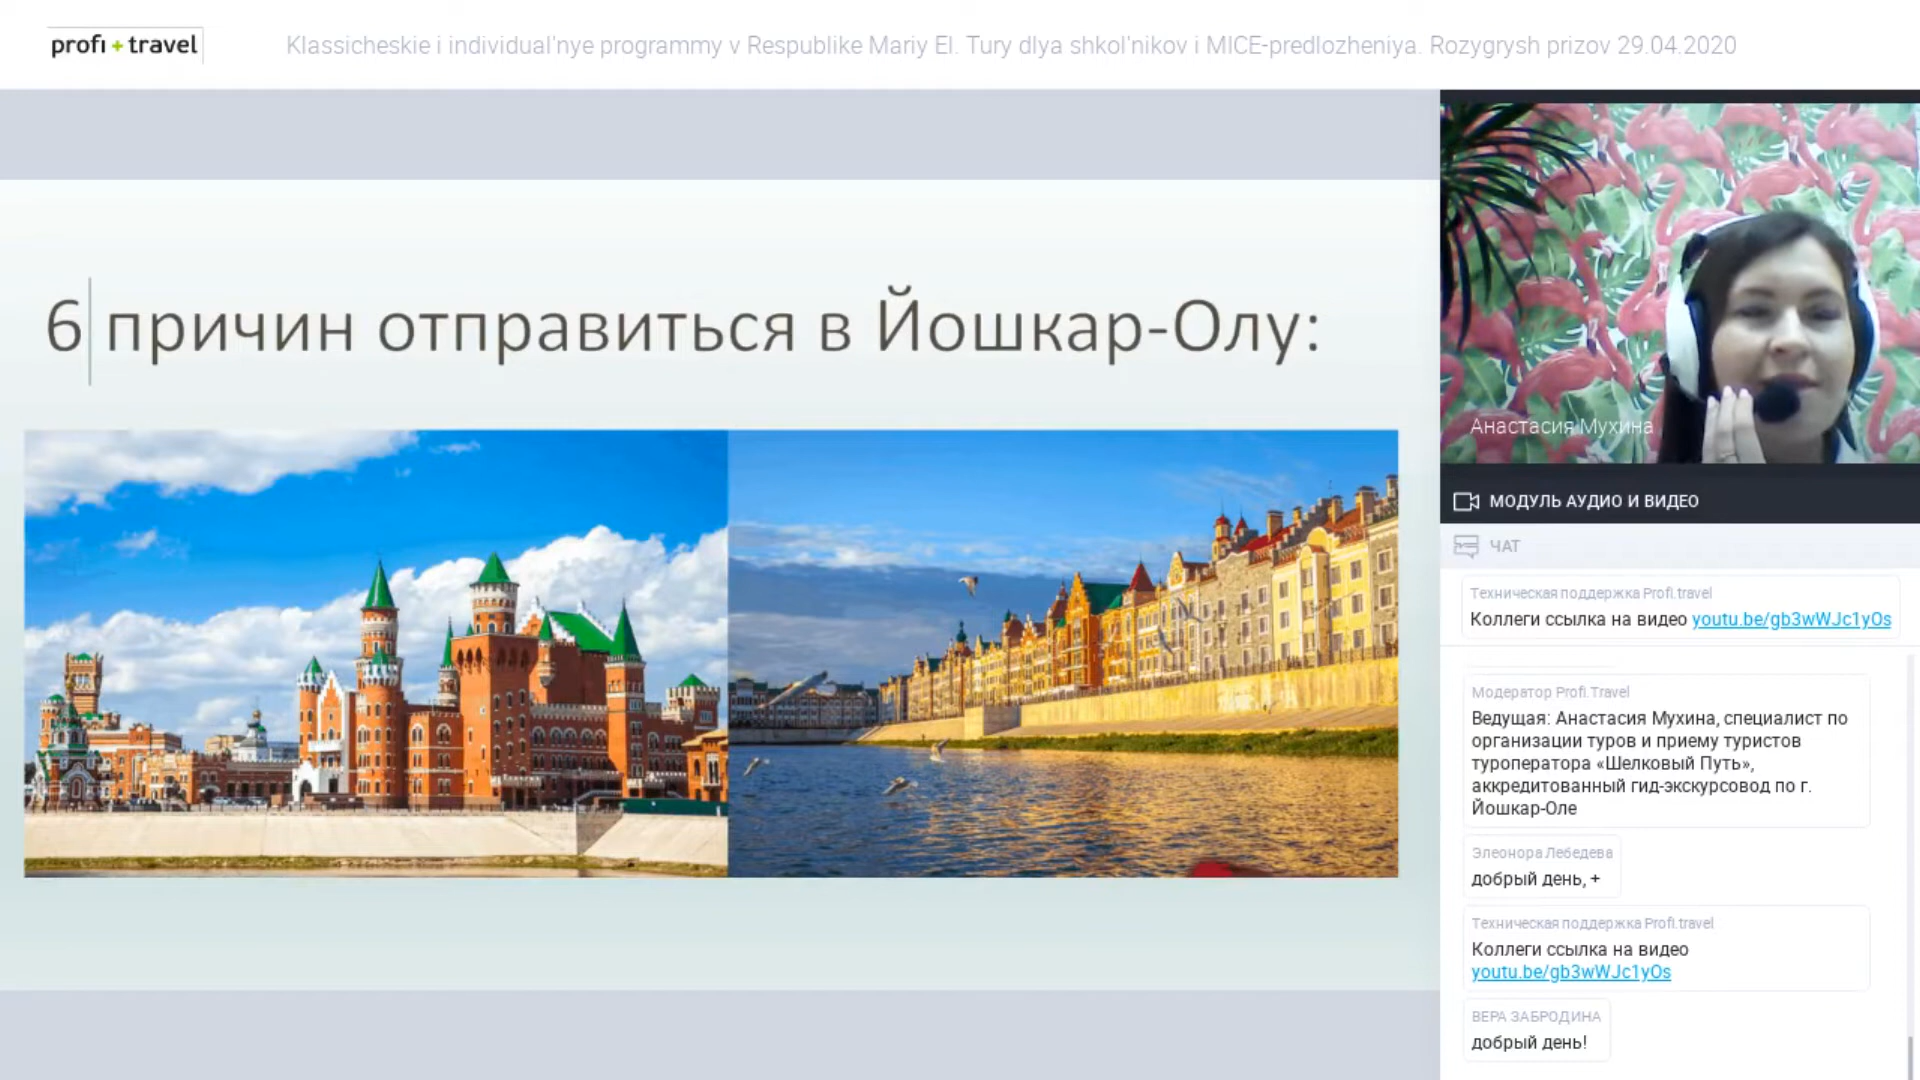 profi + travel
Klassicheskie i individual'nye programmy v Respublike Mariy El. Tury dlya shkol'nikov i MICE-predlozheniya. Rozygrysh prizov 29.04.2020
6 причин отправиться в Йошкар-Олу:
Анастасия Мухина
МОДУЛЬ АУДИО И ВИДЕО
ЧАТ
Техническая поддержка Profi.travel
Коллеги ссылка на видео youtu.be/gb3wWJc1yOs
Модератор Profi.Travel
Ведущая: Анастасия Мухина, специалист по
организации туров и приему туристов
туроператора «Шелковый Путь»,
аккредитованный гид-экскурсовод по г.
Йошкар-Оле
Элеонора Лебедева
добрый день, +
Техническая поддержка Profi.travel
Коллеги ссылка на видео
youtu.be/gb3wWJc1yOs
ВЕРА ЗАБРОДИНА
добрый день!